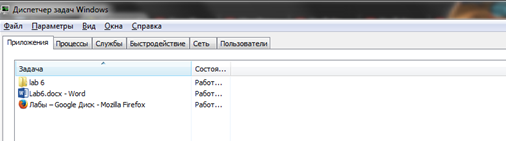 Диспетчер задач Windows
Файл Параметры Вид Окна Справка
Приложения Процессы Службы Быстродействие Сеть Пользователи
Задача Состоя...
lab 6 Работ...
Lab6.docx - Word Работ...
Лабы – Google Диск - Mozilla Firefox Работ...